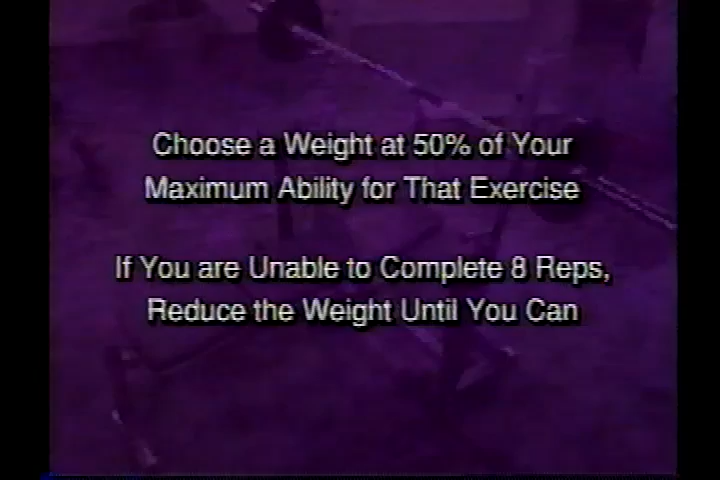 Choose a Weight at 50% of Your
Maximum Ability for That Exercise
If You are Unable to Complete 8 Reps,
Reduce the Weight Until You Can